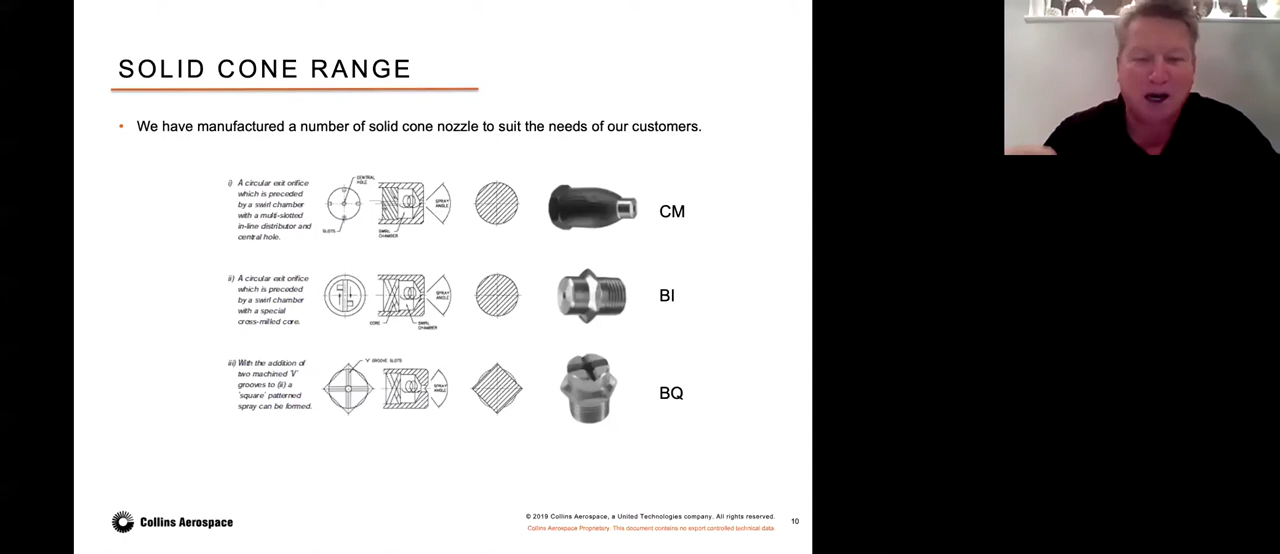 SOLID CONE RANGE
• We have manufactured a number of solid cone nozzle to suit the needs of our customers.
i) A circular exit orifice
which is preceded
by a swirl chamber
with a multi-slotted
in-line distributor and
central hole.
CENTRAL
HOLE
SLOTS
SWIRL
CHAMBER
SPRAY
ANGLE
CM
ii) A circular exit orifice
which is preceded
by a swirl chamber
with a special
cross-milled core.
CORE
SWIRL
CHAMBER
SPRAY
ANGLE
BI
iii) With the addition of
two machined 'V'
grooves to (ii) a
'square' patterned
spray can be formed.
'V' GROOVE SLOTS
SPRAY
ANGLE
BQ
Collins Aerospace
© 2019 Collins Aerospace, a United Technologies company. All rights reserved.
Collins Aerospace Proprietary. This document contains no export controlled technical data.
10